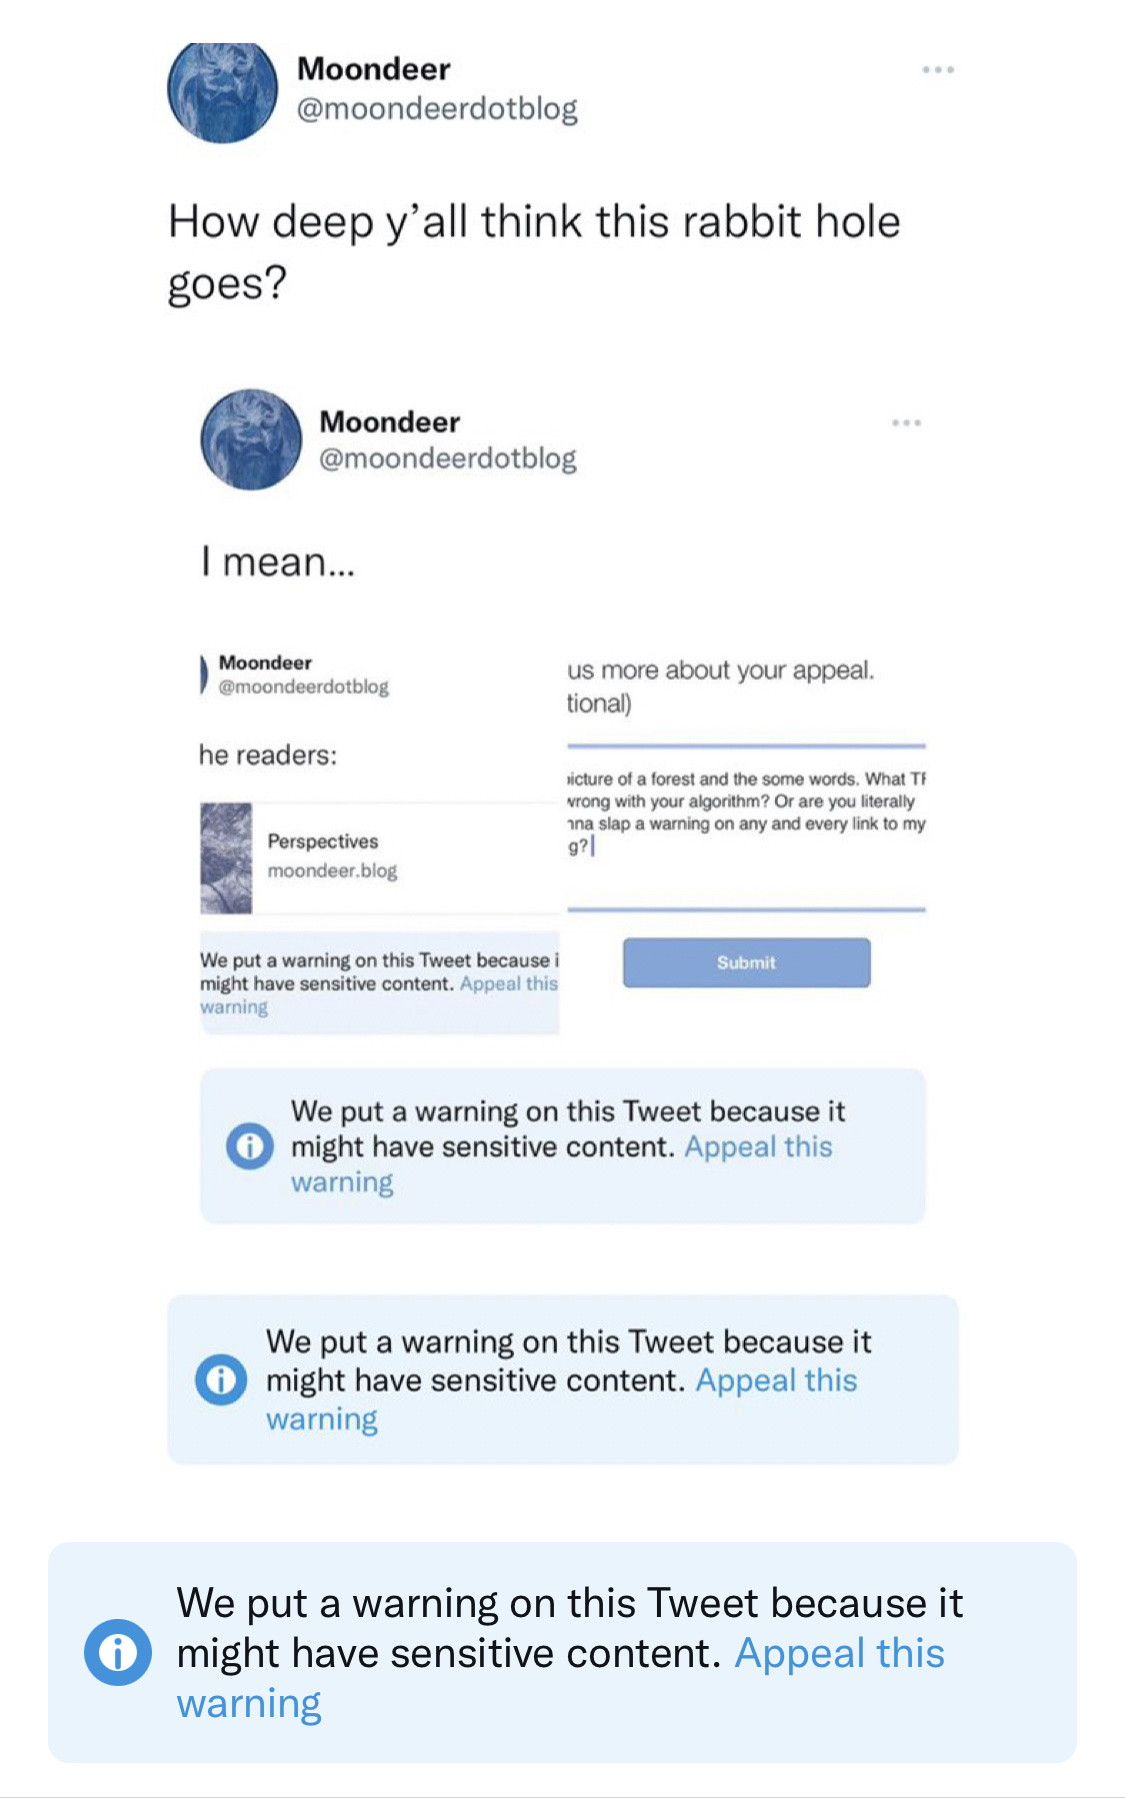 Moondeer
@moondeerdotblog
How deep y’all think this rabbit hole
goes?
Moondeer
@moondeerdotblog
I mean...
Moondeer
@moondeerdotblog
he readers:
Perspectives
moondeer.blog
We put a warning on this Tweet because i
might have sensitive content. Appeal this
warning
us more about your appeal.
tional)
icture of a forest and the some words. What TF
wrong with your algorithm? Or are you literally
nna slap a warning on any and every link to my
g?
Submit
We put a warning on this Tweet because it
might have sensitive content. Appeal this
warning
We put a warning on this Tweet because it
might have sensitive content. Appeal this
warning
We put a warning on this Tweet because it
might have sensitive content. Appeal this
warning